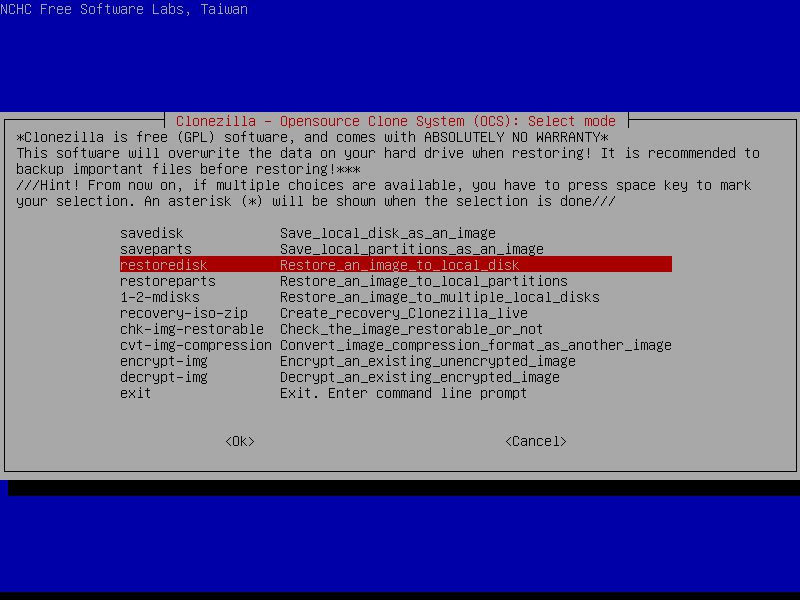 NCHC Free Software Labs, Taiwan
Clonezilla - Opensource Clone System (OCS): Select mode
*Clonezilla is free (GPL) software, and comes with ABSOLUTELY NO WARRANTY*
This software will overwrite the data on your hard drive when restoring! It is recommended to
backup important files before restoring!***
///Hint! From now on, if multiple choices are available, you have to press space key to mark
your selection. An asterisk (*) will be shown when the selection is done///
savedisk Save_local_disk_as_an_image
saveparts Save_local_partitions_as_an_image
restoredisk Restore_an_image_to_local_disk
restoreparts Restore_an_image_to_local_partitions
1-2-mdisks Restore_an_image_to_multiple_local_disks
recovery-iso-zip Create_recovery_Clonezilla_live
chk-img-restorable Check_the_image_restorable_or_not
cvt-img-compression Convert_image_compression_format_as_another_image
encrypt-img Encrypt_an_existing_unencrypted_image
decrypt-img Decrypt_an_existing_encrypted_image
exit Exit. Enter command line prompt
<Ok> <Cancel>